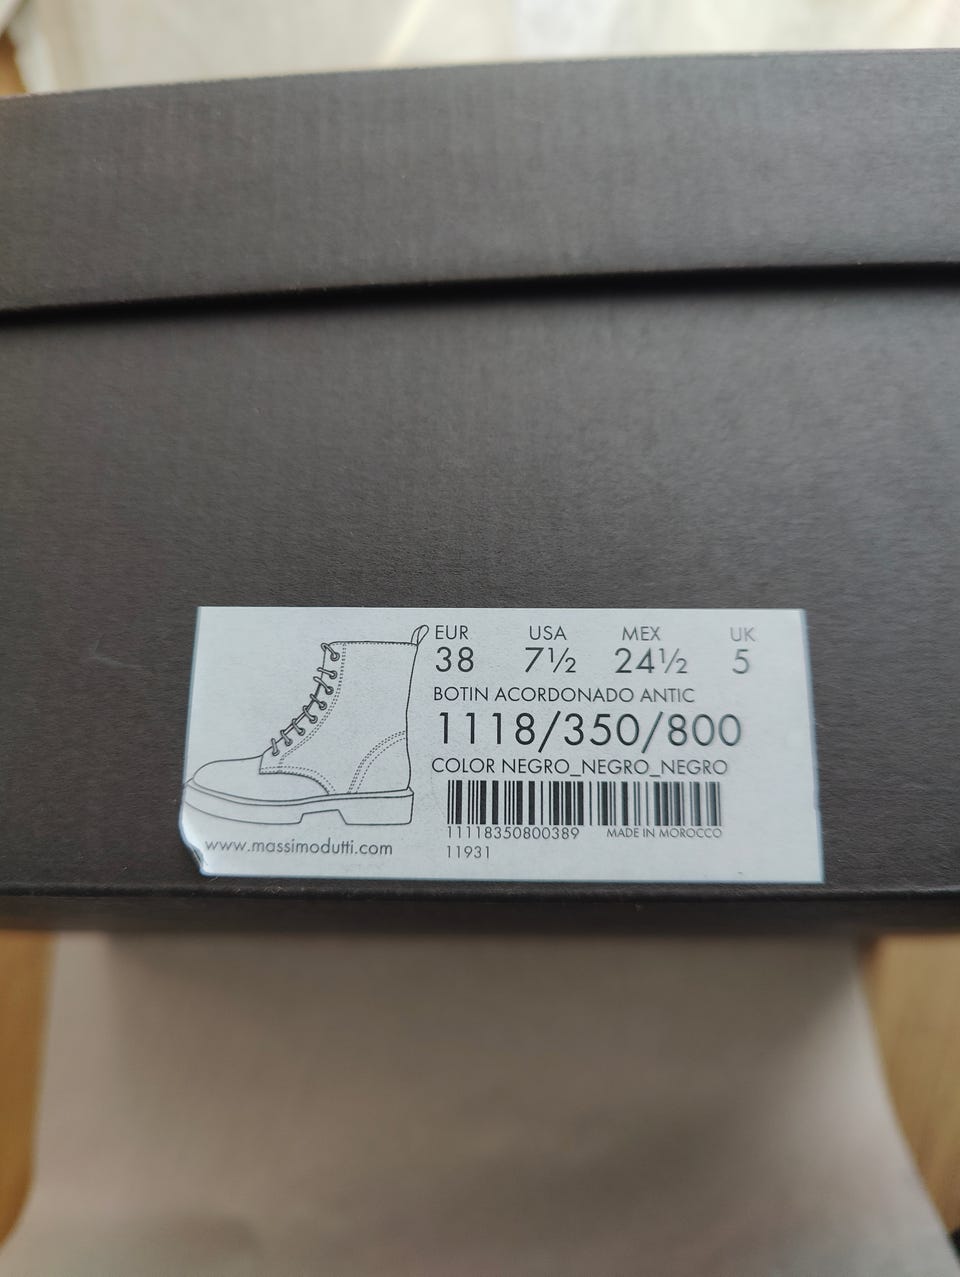 EUR USA MEX UK
38 7½ 24½ 5
BOTIN ACORDONADO ANTIC
1118/350/800
COLOR NEGRO_NEGRO_NEGRO
11118350800389 MADE IN MOROCCO
www.massimodutti.com
11931